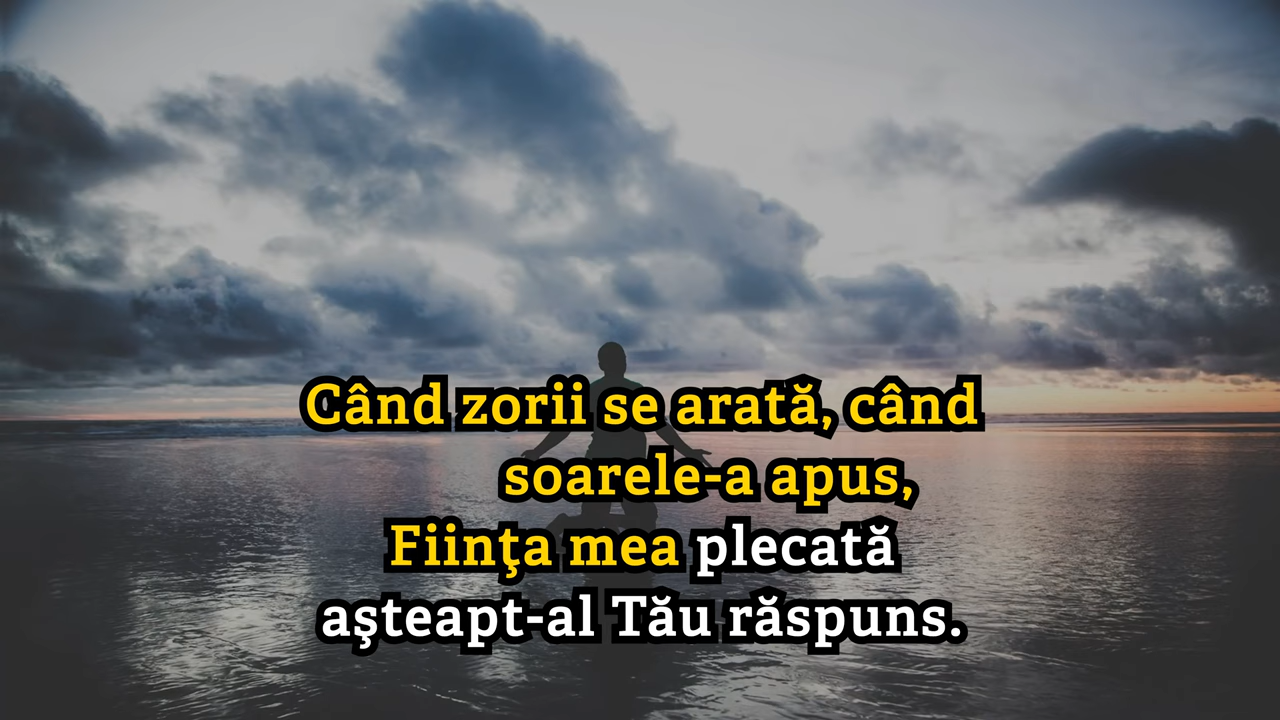 Când zorii se arată, când
soarele-a apus,
Fiinţa mea plecată
aşteapt-al Tău răspuns.